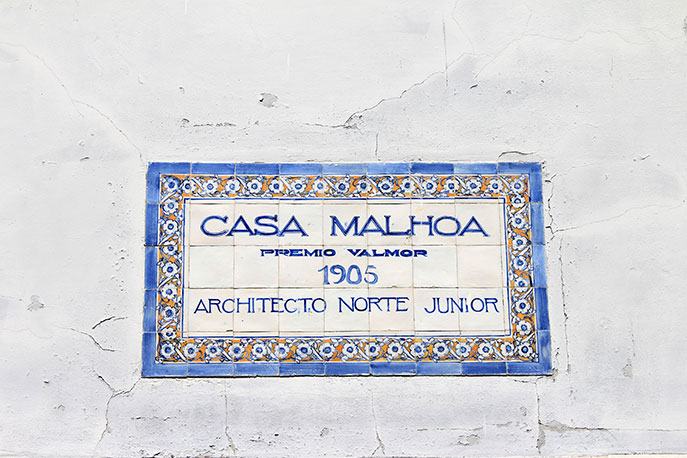 CASA MALHOA
PREMIO VALMOR
1905
ARCHITECTO NORTE JUNIOR